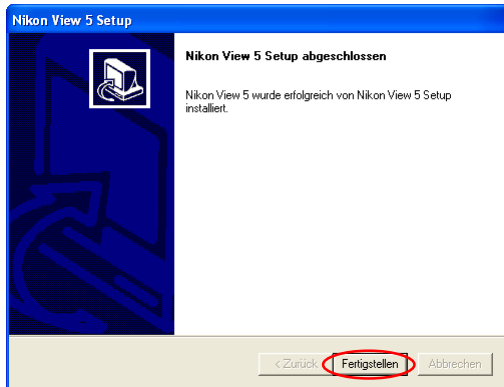 Nikon View 5 Setup
Nikon View 5 Setup abgeschlossen
Nikon View 5 wurde erfolgreich von Nikon View 5 Setup
installiert.
< Zurück Fertigstellen Abbrechen